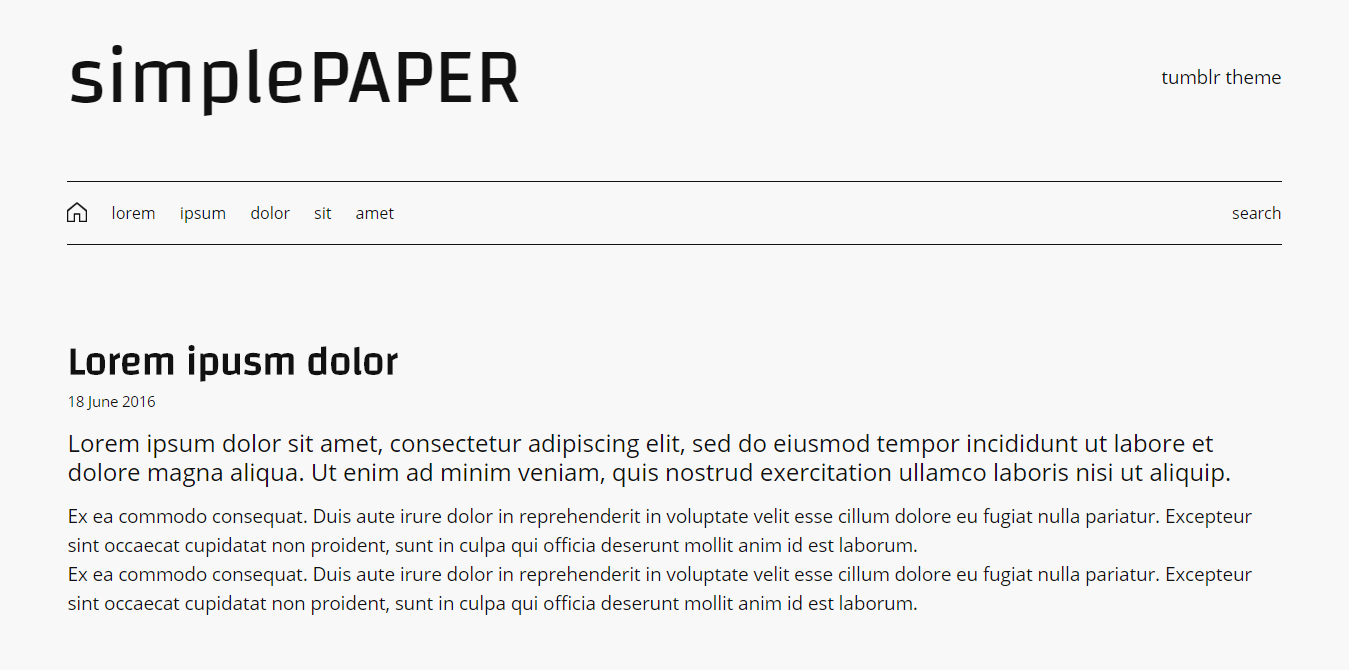 simplePAPER
tumblr theme
lorem ipsum dolor sit amet search
Lorem ipusm dolor
18 June 2016
Lorem ipsum dolor sit amet, consectetur adipiscing elit, sed do eiusmod tempor incididunt ut labore et
dolore magna aliqua. Ut enim ad minim veniam, quis nostrud exercitation ullamco laboris nisi ut aliquip.
Ex ea commodo consequat. Duis aute irure dolor in reprehenderit in voluptate velit esse cillum dolore eu fugiat nulla pariatur. Excepteur
sint occaecat cupidatat non proident, sunt in culpa qui officia deserunt mollit anim id est laborum.
Ex ea commodo consequat. Duis aute irure dolor in reprehenderit in voluptate velit esse cillum dolore eu fugiat nulla pariatur. Excepteur
sint occaecat cupidatat non proident, sunt in culpa qui officia deserunt mollit anim id est laborum.